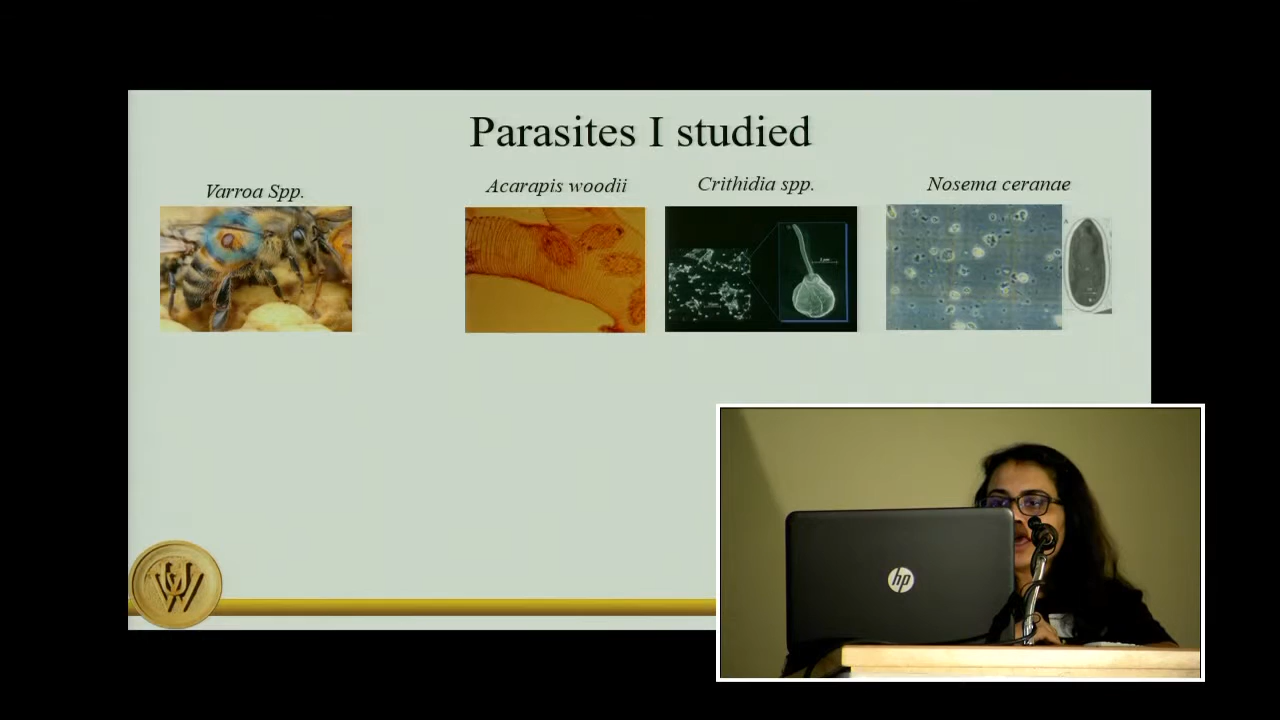 Parasites I studied
Varroa Spp.
Acarapis woodii
Crithidia spp.
Nosema ceranae
hp